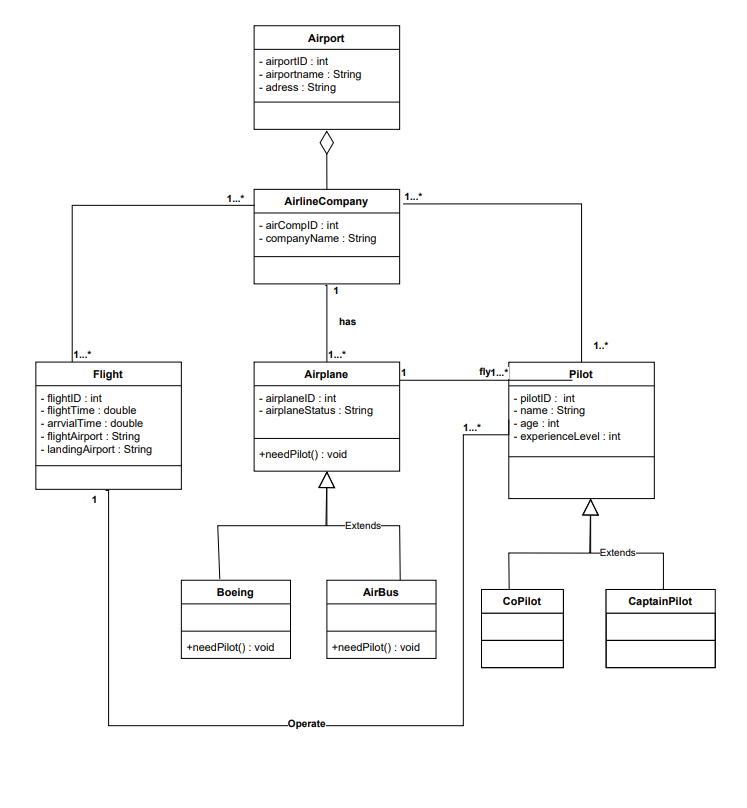 Airport
- airportID : int
- airportname : String
- adress : String
1...*
AirlineCompany
1...*
- airCompID : int
- companyName : String
1
has
1...*
1...*
1..*
Flight
- flightID : int
- flightTime : double
- arrvialTime : double
- flightAirport : String
- landingAirport : String
1
Airplane
- airplaneID : int
- airplaneStatus : String
+needPilot() : void
1
fly1...*
Pilot
- pilotID :  int
- name : String
- age : int
- experienceLevel : int
1...*
Extends
Extends
Boeing
+needPilot() : void
AirBus
+needPilot() : void
CoPilot
CaptainPilot
Operate